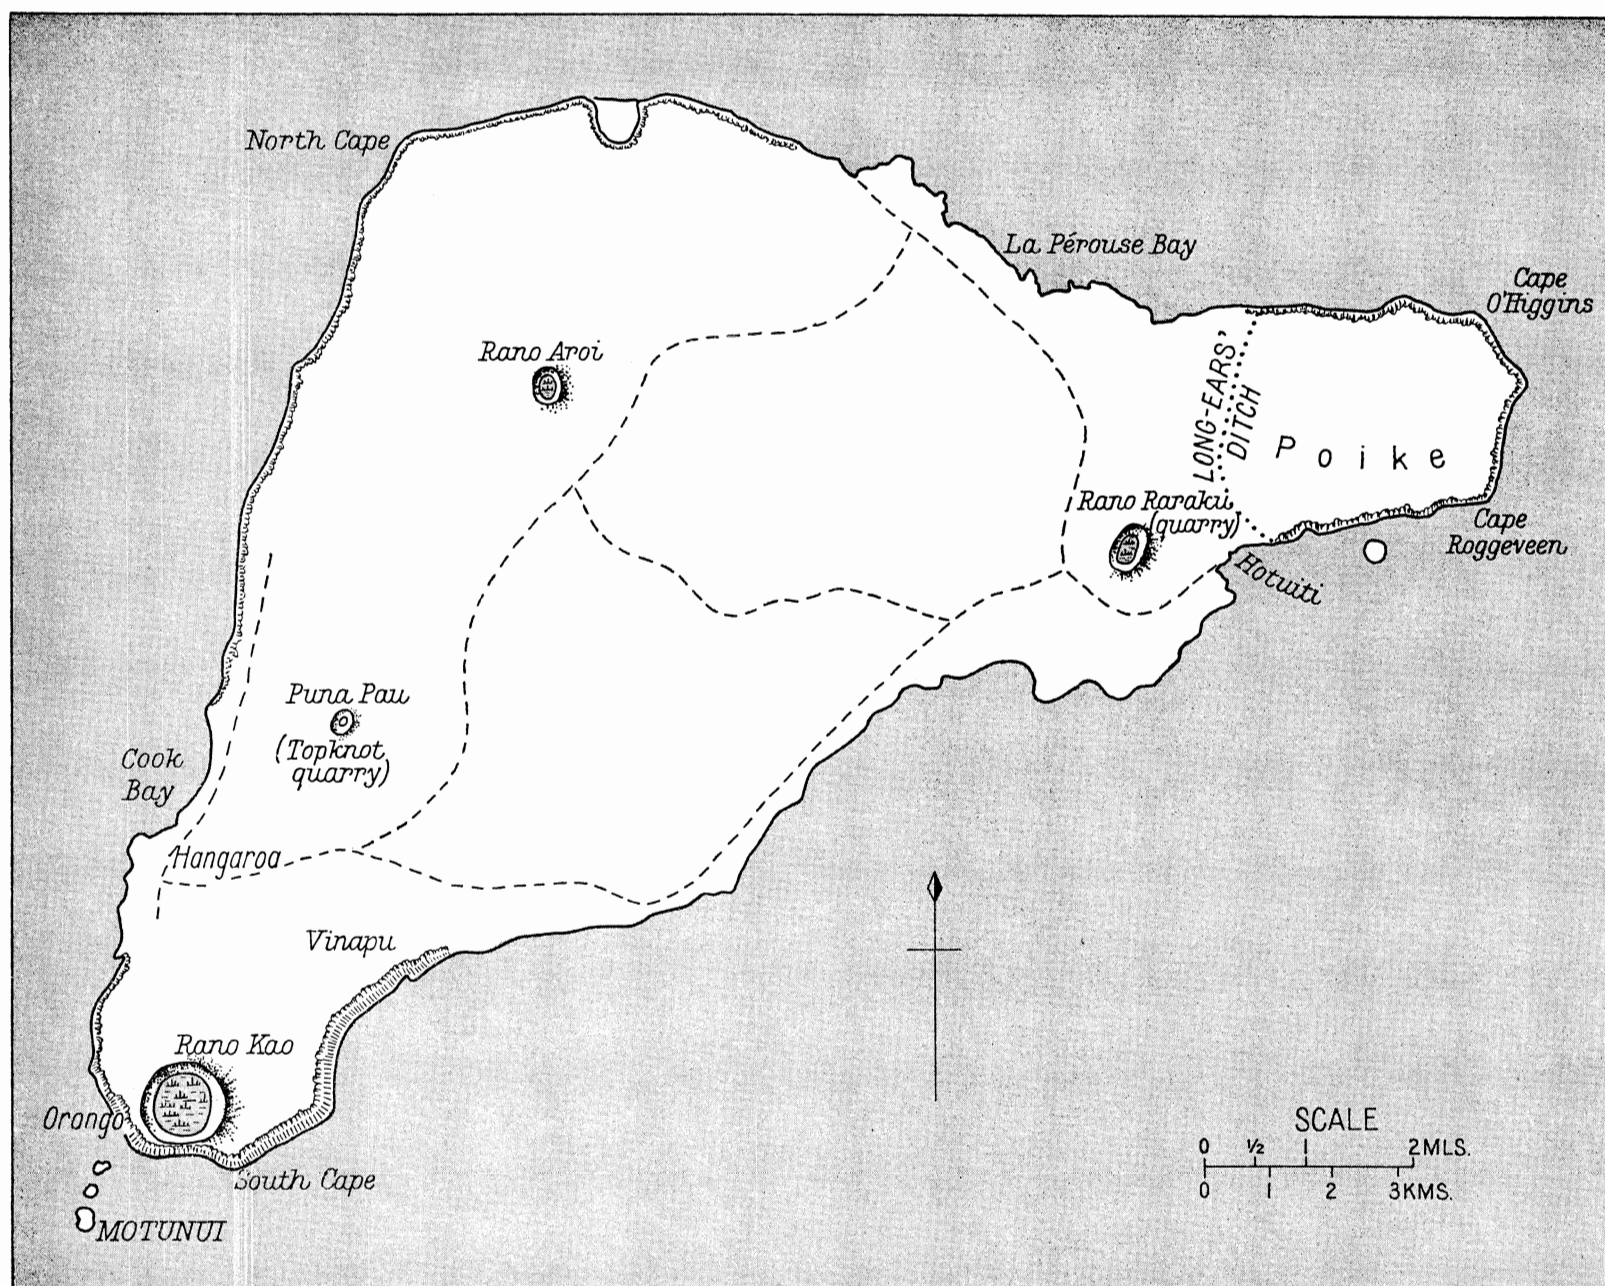 North Cape
La Pérouse Bay
Cape
O'Higgins
Rano Aroi
LONG-EARS'
DITCH
Poike
Rano Raraku
(quarry)
Cape
Roggeveen
Hotuiti
Puna Pau
(Topknot
quarry)
Cook
Bay
Hangaroa
Vinapu
Rano Kao
Orongo
South Cape
MOTUNUI
SCALE
0 ½ 1 2 MLS.
0 1 2 3 KMS.